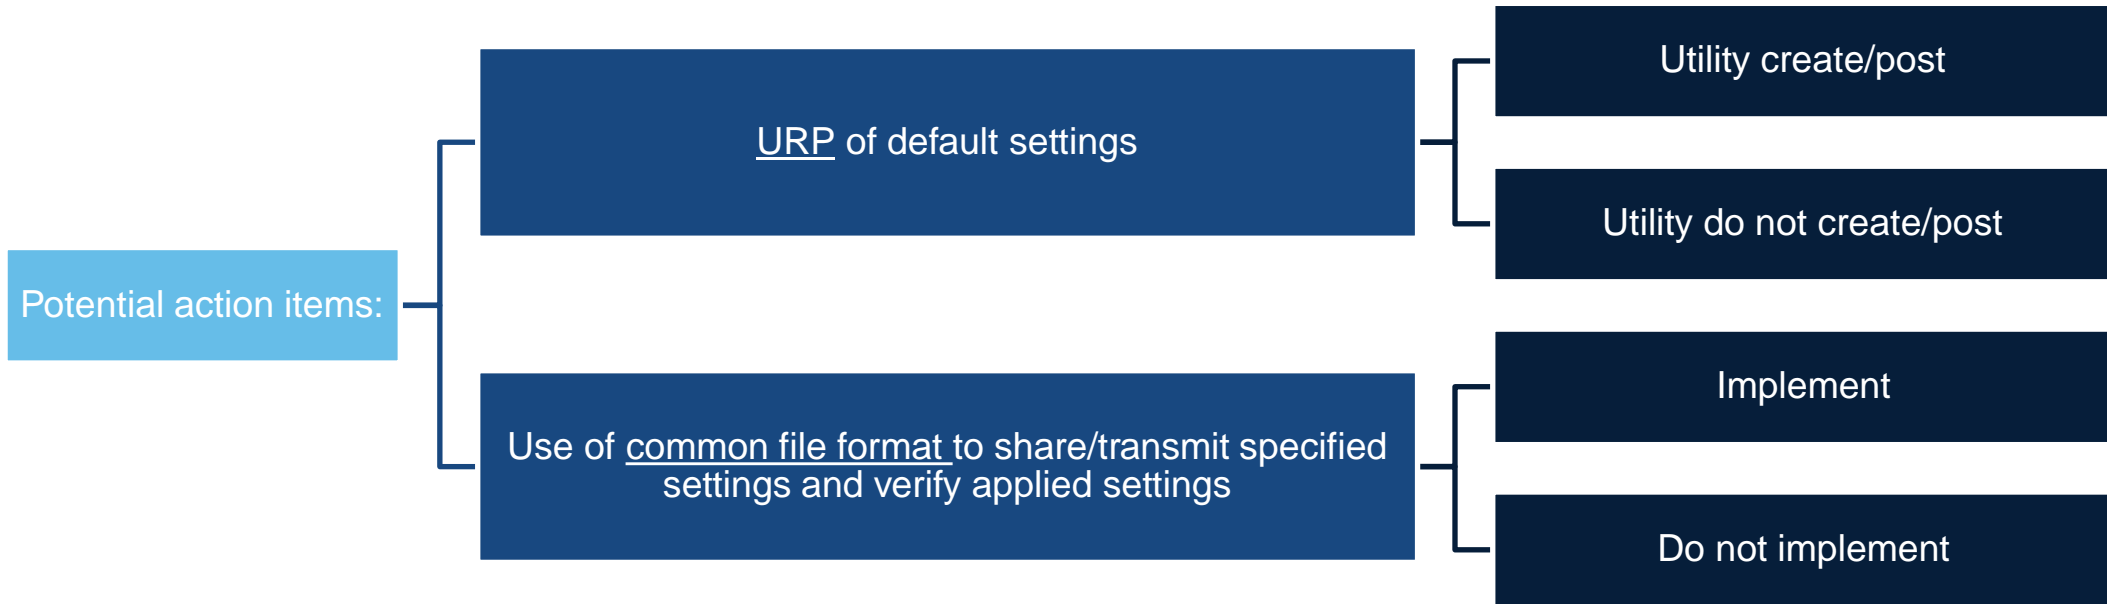 Potential action items:
URP of default settings
Utility create/post
Utility do not create/post
Use of common file format to share/transmit specified
settings and verify applied settings
Implement
Do not implement